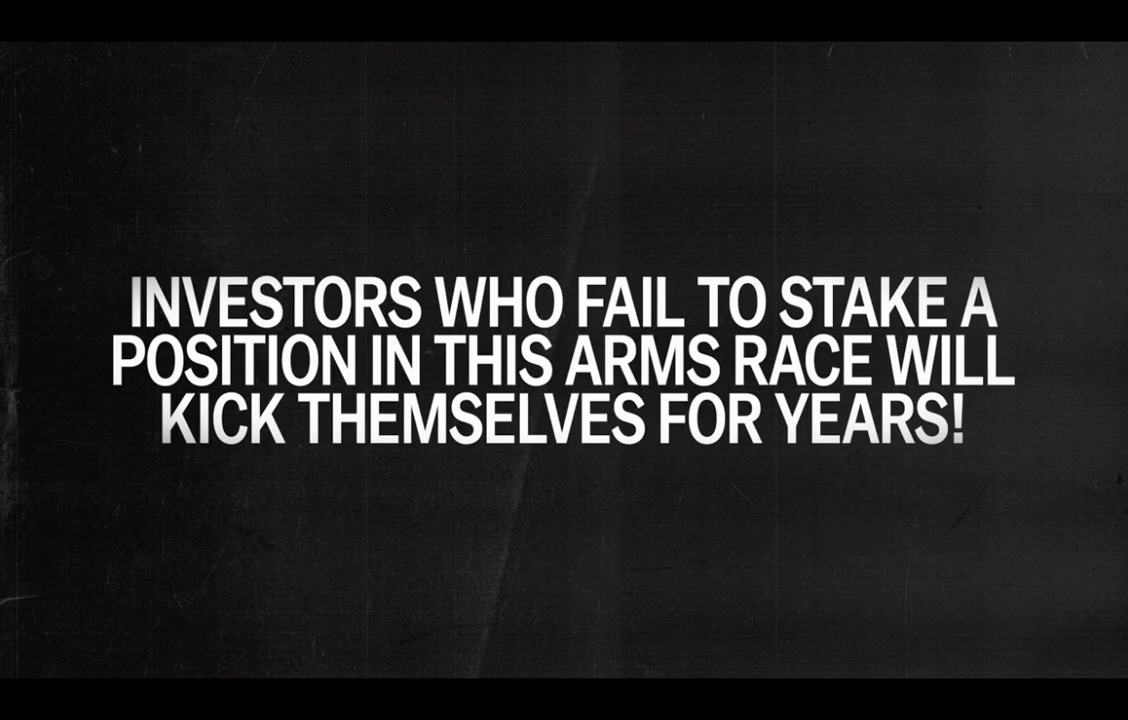 INVESTORS WHO FAIL TO STAKE A
POSITION IN THIS ARMS RACE WILL
KICK THEMSELVES FOR YEARS!